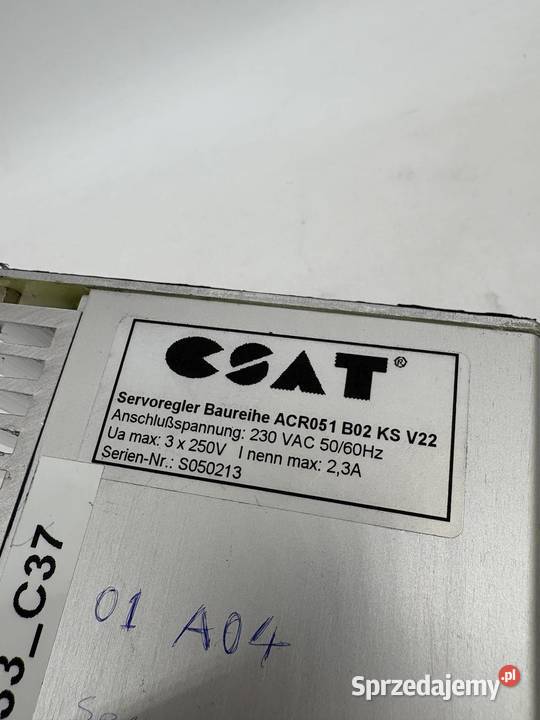 CSAT®
Servoregler Baureihe ACR051 B02 KS V22
Anschlußspannung: 230 VAC 50/60Hz
Ua max: 3 x 250V I nenn max: 2,3A
Serien-Nr.: S050213
3_C37
01 A04
Sprzedajemy.pl